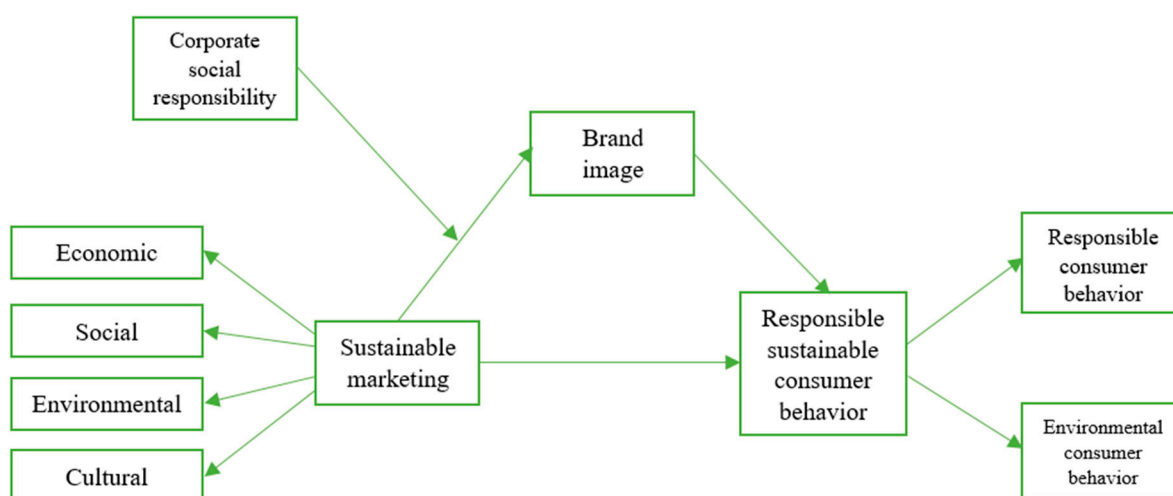 Corporate
social
responsibility
Brand
image
Economic
Social
Environmental
Cultural
Sustainable
marketing
Responsible
sustainable
consumer
behavior
Responsible
consumer
behavior
Environmental
consumer
behavior